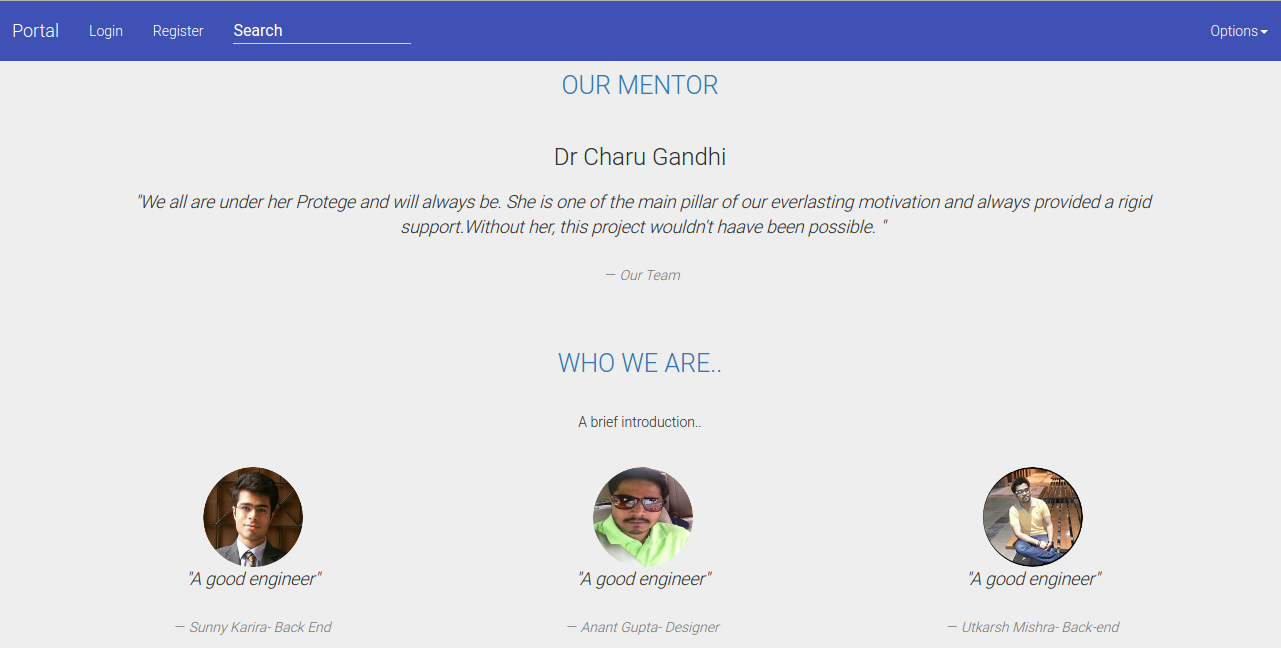 Portal Login Register Search Options
OUR MENTOR
Dr Charu Gandhi
"We all are under her Protege and will always be. She is one of the main pillar of our everlasting motivation and always provided a rigid
support.Without her, this project wouldn't haave been possible. "
— Our Team
WHO WE ARE..
A brief introduction..
"A good engineer" "A good engineer" "A good engineer"
— Sunny Karira- Back End — Anant Gupta- Designer — Utkarsh Mishra- Back-end